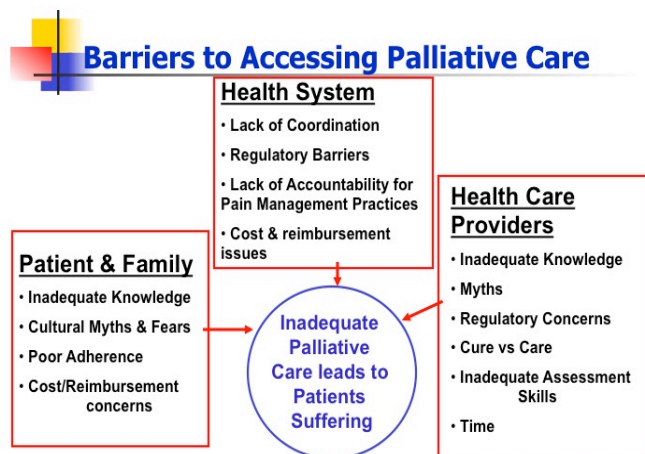 Barriers to Accessing Palliative Care
Health System
• Lack of Coordination
• Regulatory Barriers
• Lack of Accountability for
Pain Management Practices
• Cost & reimbursement
issues
Patient & Family
• Inadequate Knowledge
• Cultural Myths & Fears
• Poor Adherence
• Cost/Reimbursement
concerns
Inadequate
Palliative
Care leads to
Patients
Suffering
Health Care
Providers
• Inadequate Knowledge
• Myths
• Regulatory Concerns
• Cure vs Care
• Inadequate Assessment
Skills
• Time